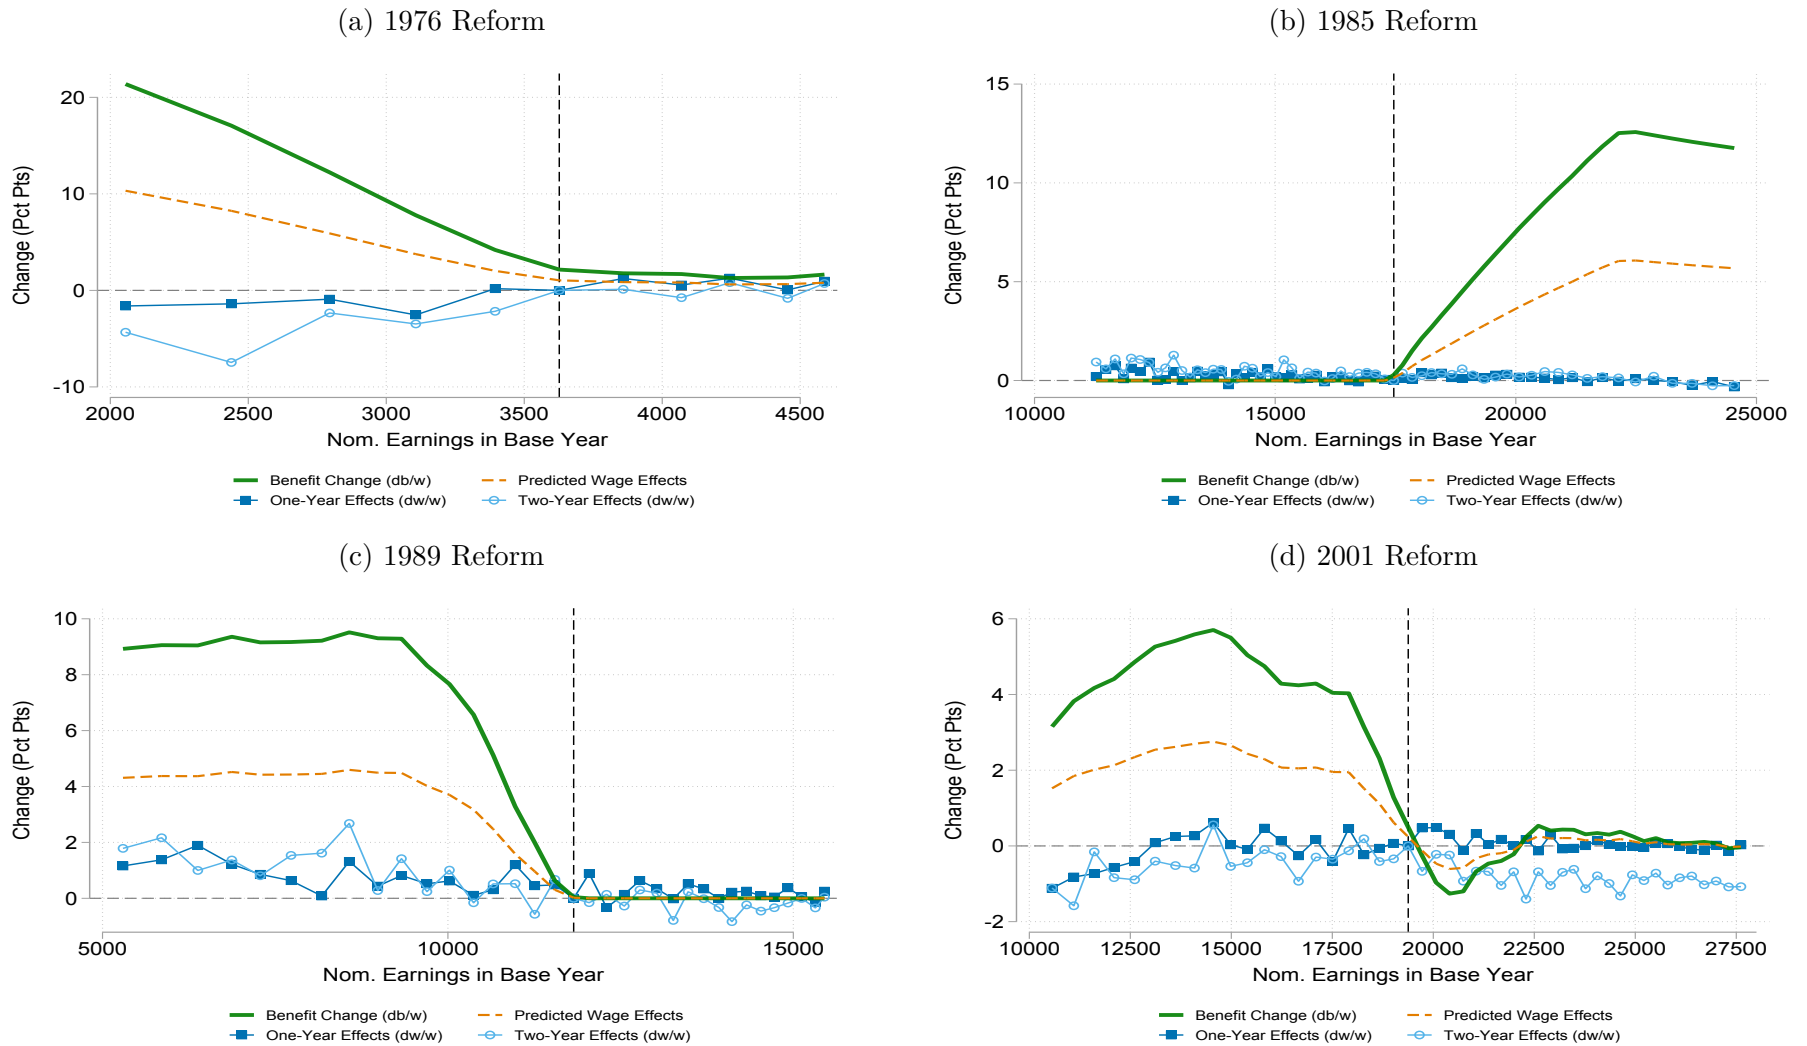 (a) 1976 Reform
20
10
0
-10
Change (Pct Pts)
2000 2500 3000 3500 4000 4500
Nom. Earnings in Base Year
Benefit Change (db/w) Predicted Wage Effects
One-Year Effects (dw/w) Two-Year Effects (dw/w)
(b) 1985 Reform
15
10
5
0
Change (Pct Pts)
10000 15000 20000 25000
Nom. Earnings in Base Year
Benefit Change (db/w) Predicted Wage Effects
One-Year Effects (dw/w) Two-Year Effects (dw/w)
(c) 1989 Reform
10
8
6
4
2
0
Change (Pct Pts)
5000 10000 15000
Nom. Earnings in Base Year
Benefit Change (db/w) Predicted Wage Effects
One-Year Effects (dw/w) Two-Year Effects (dw/w)
(d) 2001 Reform
6
4
2
0
-2
Change (Pct Pts)
10000 12500 15000 17500 20000 22500 25000 27500
Nom. Earnings in Base Year
Benefit Change (db/w) Predicted Wage Effects
One-Year Effects (dw/w) Two-Year Effects (dw/w)